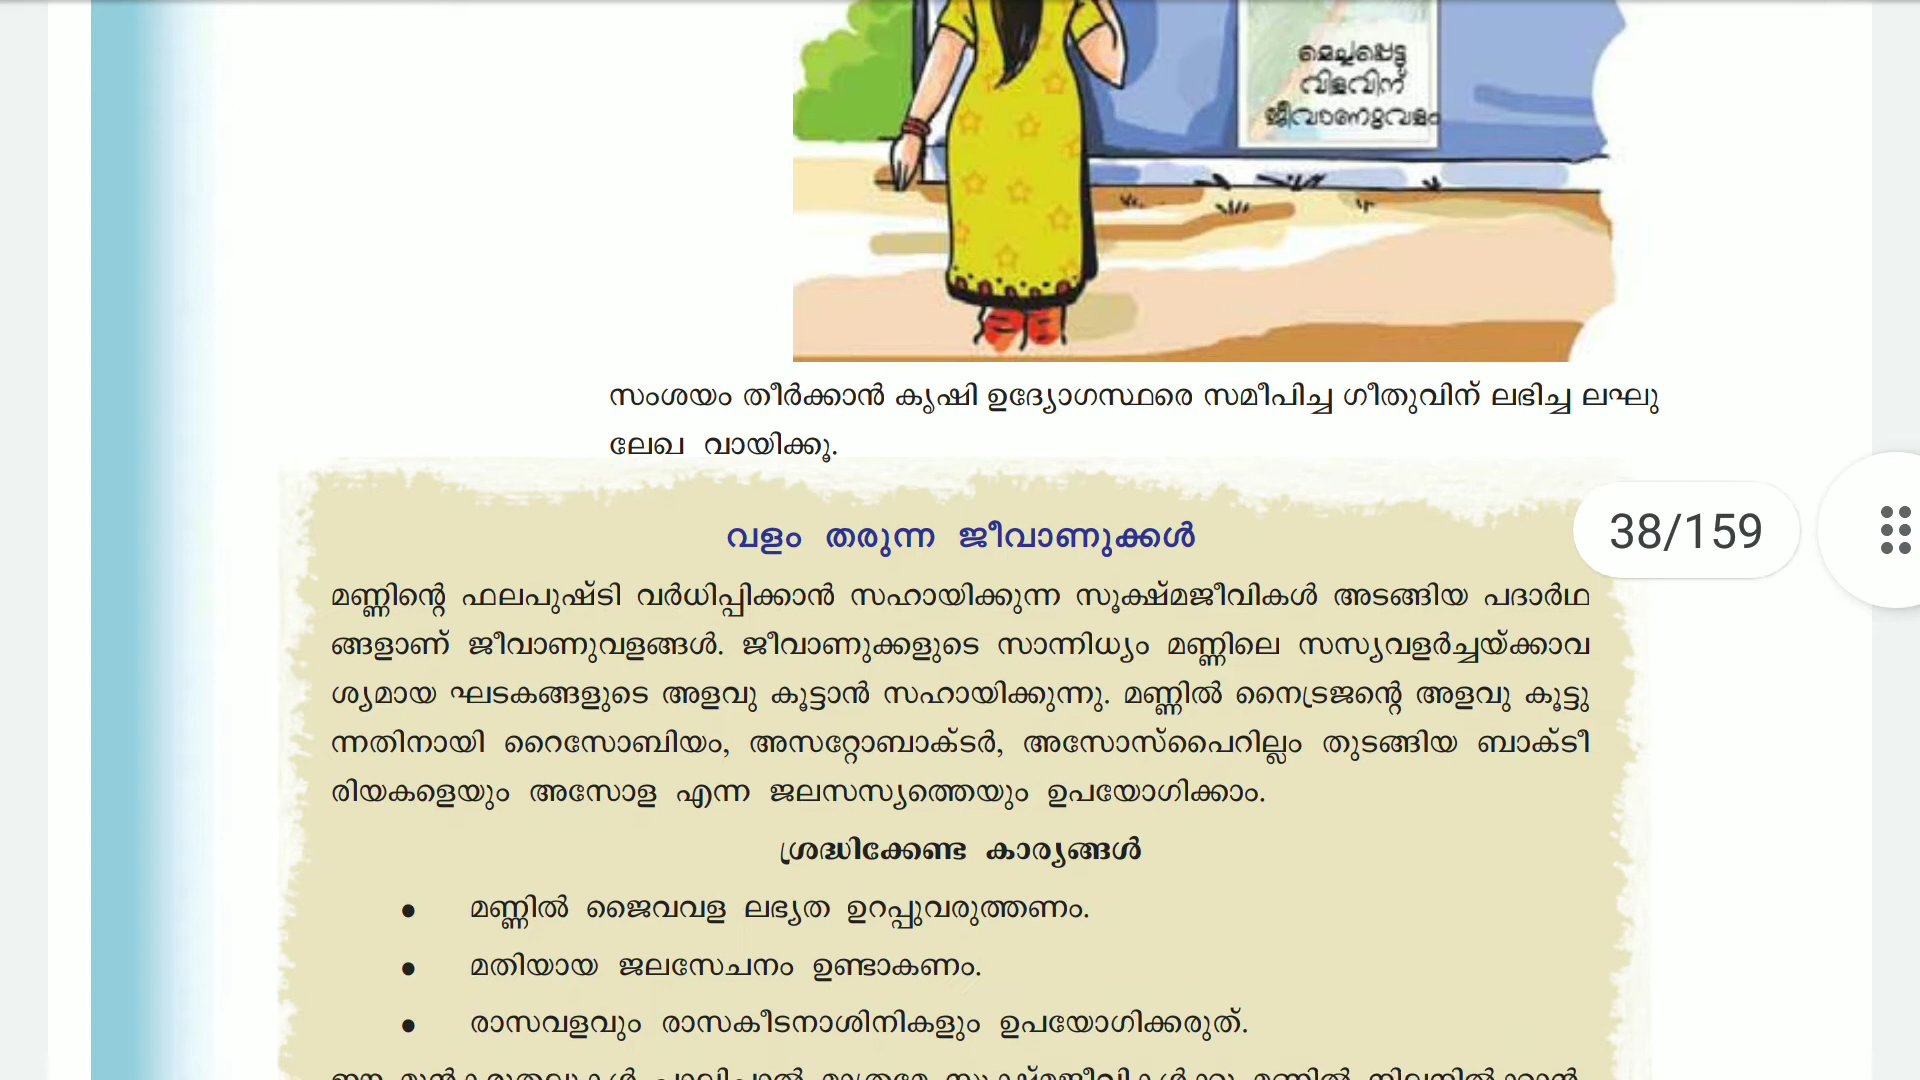 മെച്ചപ്പെട്ട
വിളവിന്
ജീവാണുവളം
സംശയം തീർക്കാൻ കൃഷി ഉദ്യോഗസ്ഥരെ സമീപിച്ച ഗീതുവിന് ലഭിച്ച ലഘു
ലേഖ വായിക്കൂ.
വളം തരുന്ന ജീവാണുക്കൾ
38/159
മണ്ണിന്റെ ഫലപുഷ്ടി വർധിപ്പിക്കാൻ സഹായിക്കുന്ന സൂക്ഷ്മജീവികൾ അടങ്ങിയ പദാർഥ
ങ്ങളാണ് ജീവാണുവളങ്ങൾ. ജീവാണുക്കളുടെ സാന്നിധ്യം മണ്ണിലെ സസ്യവളർച്ചയ്ക്കാവ
ശ്യമായ ഘടകങ്ങളുടെ അളവു കൂട്ടാൻ സഹായിക്കുന്നു. മണ്ണിൽ നൈട്രജന്റെ അളവു കൂട്ടു
ന്നതിനായി റൈസോബിയം, അസറ്റോബാക്ടർ, അസോസ്പൈറില്ലം തുടങ്ങിയ ബാക്ടീ
രിയകളെയും അസോള എന്ന ജലസസ്യത്തെയും ഉപയോഗിക്കാം.
ശ്രദ്ധിക്കേണ്ട കാര്യങ്ങൾ
• മണ്ണിൽ ജൈവവള ലഭ്യത ഉറപ്പുവരുത്തണം.
• മതിയായ ജലസേചനം ഉണ്ടാകണം.
• രാസവളവും രാസകീടനാശിനികളും ഉപയോഗിക്കരുത്.